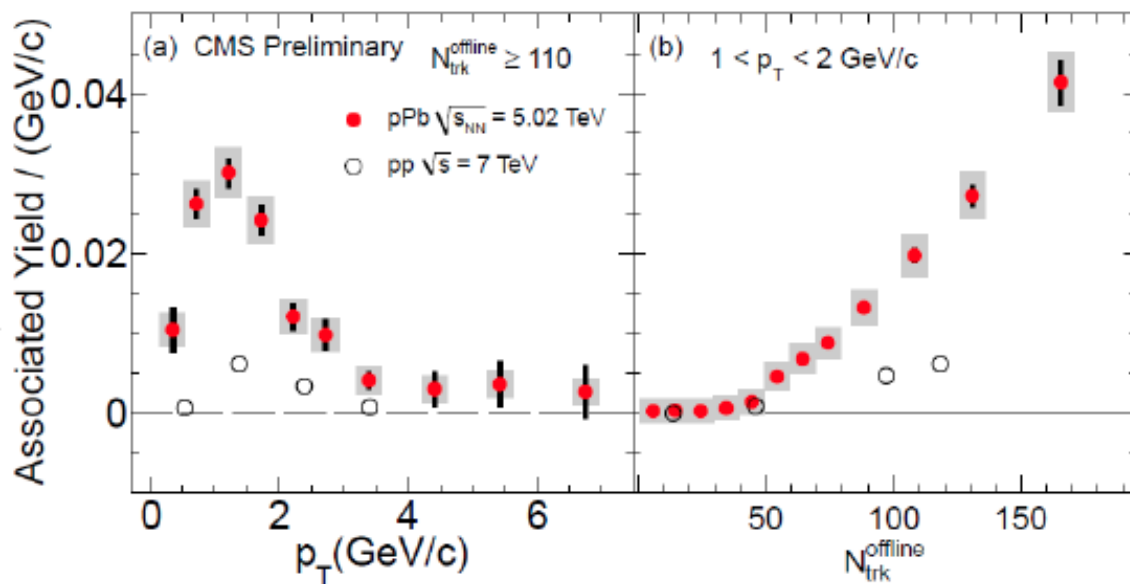 (a) CMS Preliminary
N_trk^offline ≥ 110
pPb √s_NN = 5.02 TeV
pp √s = 7 TeV
(b) 1 < p_T < 2 GeV/c
Associated Yield / (GeV/c)
0.04
0.02
0
0 2 4 6
p_T(GeV/c)
50 100 150
N_trk^offline